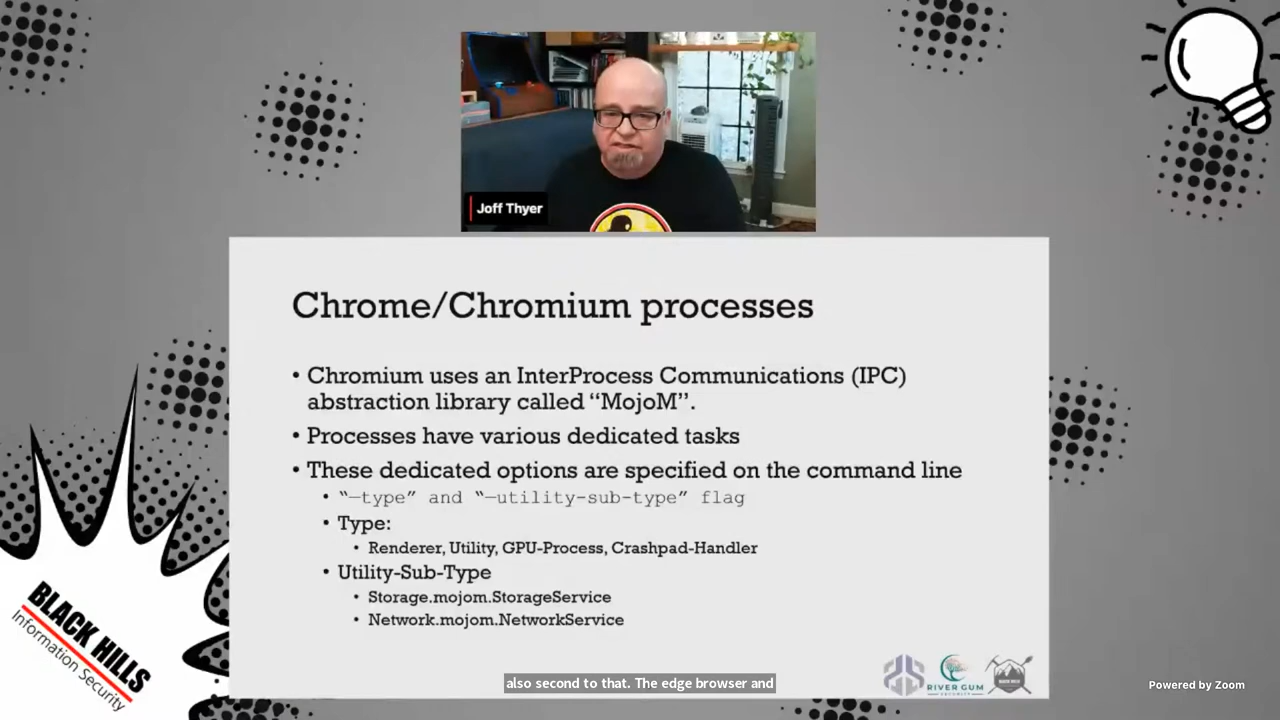 Joff Thyer
Chrome/Chromium processes
• Chromium uses an InterProcess Communications (IPC)
abstraction library called “MojoM”.
• Processes have various dedicated tasks
• These dedicated options are specified on the command line
• “—type” and “—utility-sub-type” flag
• Type:
• Renderer, Utility, GPU-Process, Crashpad-Handler
• Utility-Sub-Type
• Storage.mojom.StorageService
• Network.mojom.NetworkService
BLACK HILLS
Information Security
RIVER GUM
also second to that. The edge browser and
Powered by Zoom